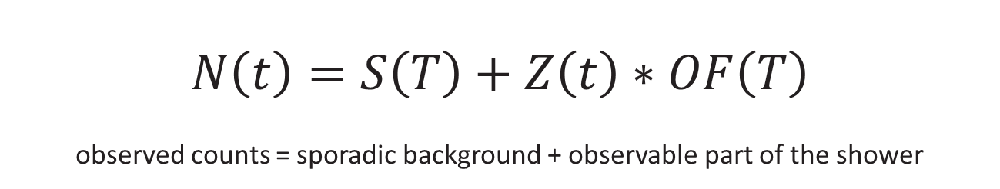 N(t) = S(T) + Z(t) * OF(T)
observed counts = sporadic background + observable part of the shower